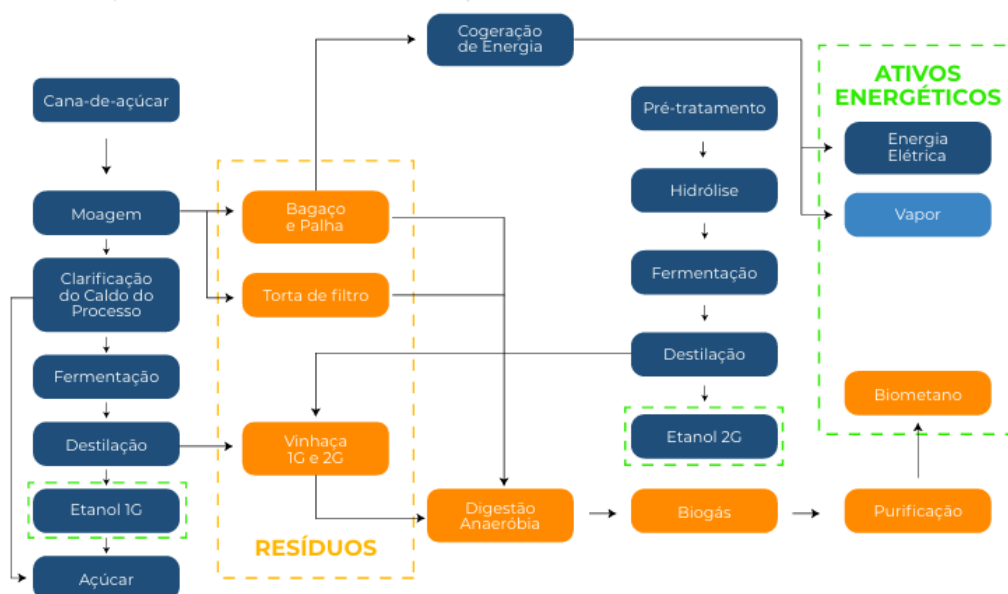 Cogeração
de Energia
ATIVOS
ENERGÉTICOS
Cana-de-açúcar
Pré-tratamento
Energia
Elétrica
Moagem
Bagaço
e Palha
Hidrólise
Vapor
Clarificação
do Caldo do
Processo
Torta de filtro
Fermentação
Fermentação
Destilação
Biometano
Destilação
Vinhaça
1G e 2G
Etanol 2G
Etanol 1G
Digestão
Anaeróbia
Biogás
Purificação
RESÍDUOS
Açúcar